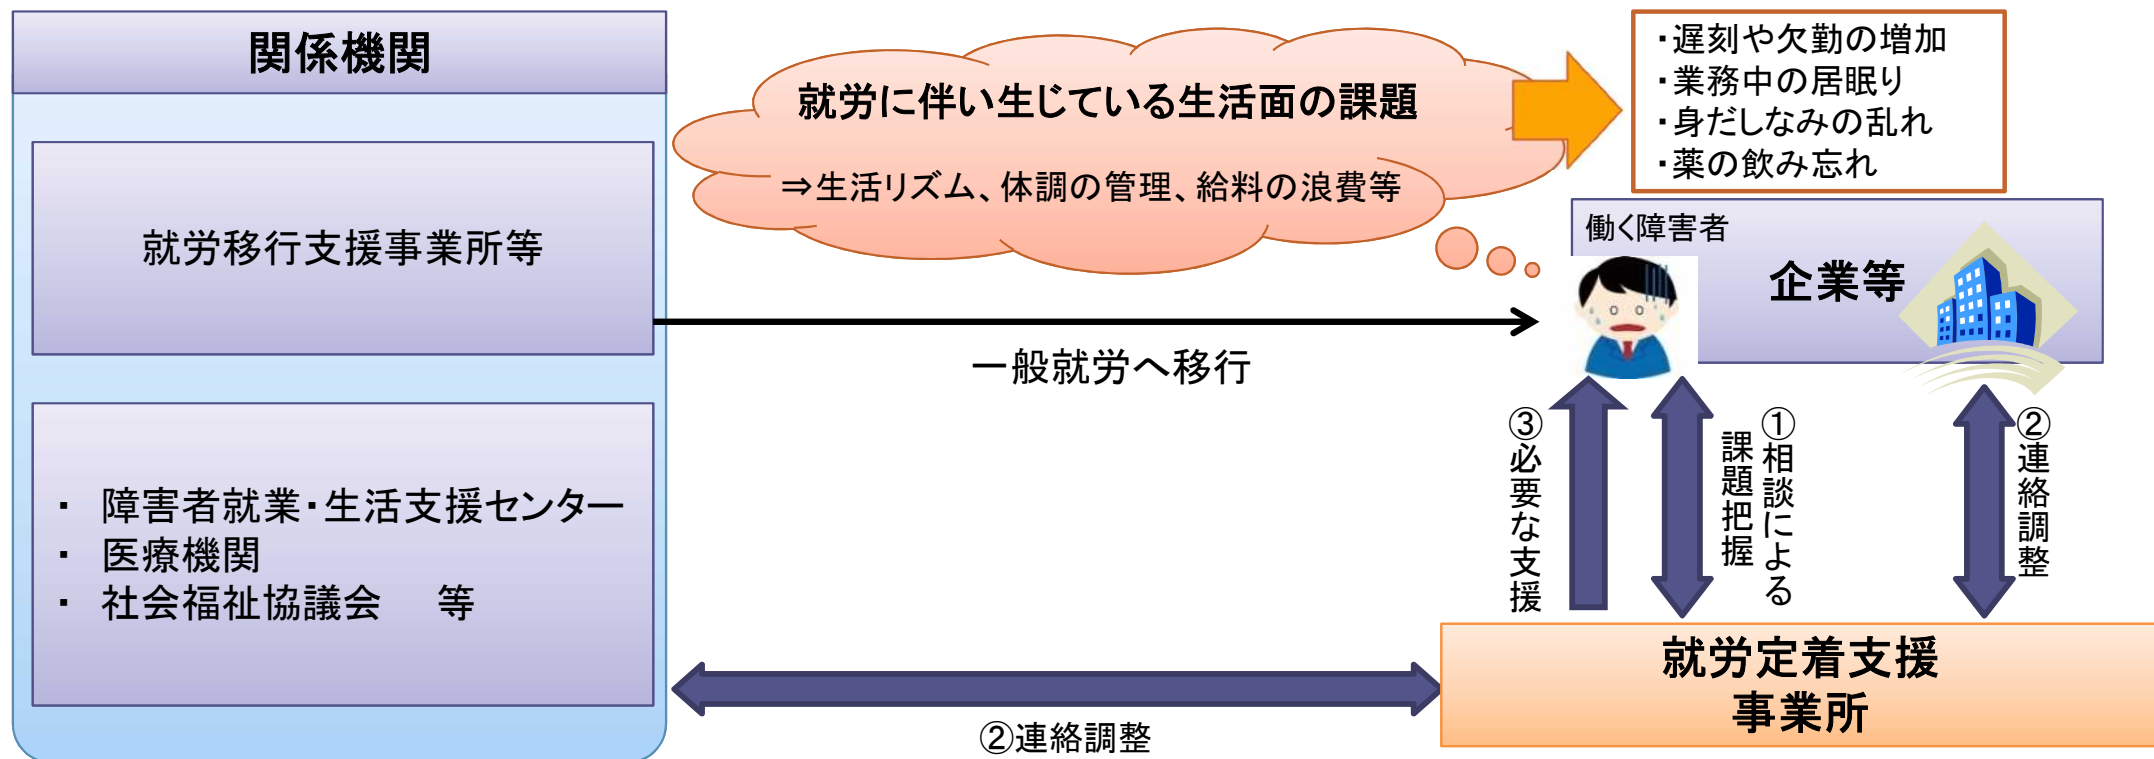 関係機関
就労移行支援事業所等
・ 障害者就業・生活支援センター
・ 医療機関
・ 社会福祉協議会 等
就労に伴い生じている生活面の課題
⇒生活リズム、体調の管理、給料の浪費等
・遅刻や欠勤の増加
・業務中の居眠り
・身だしなみの乱れ
・薬の飲み忘れ
働く障害者
企業等
一般就労へ移行
③必要な支援
①相談による
課題把握
②連絡調整
就労定着支援
事業所
②連絡調整